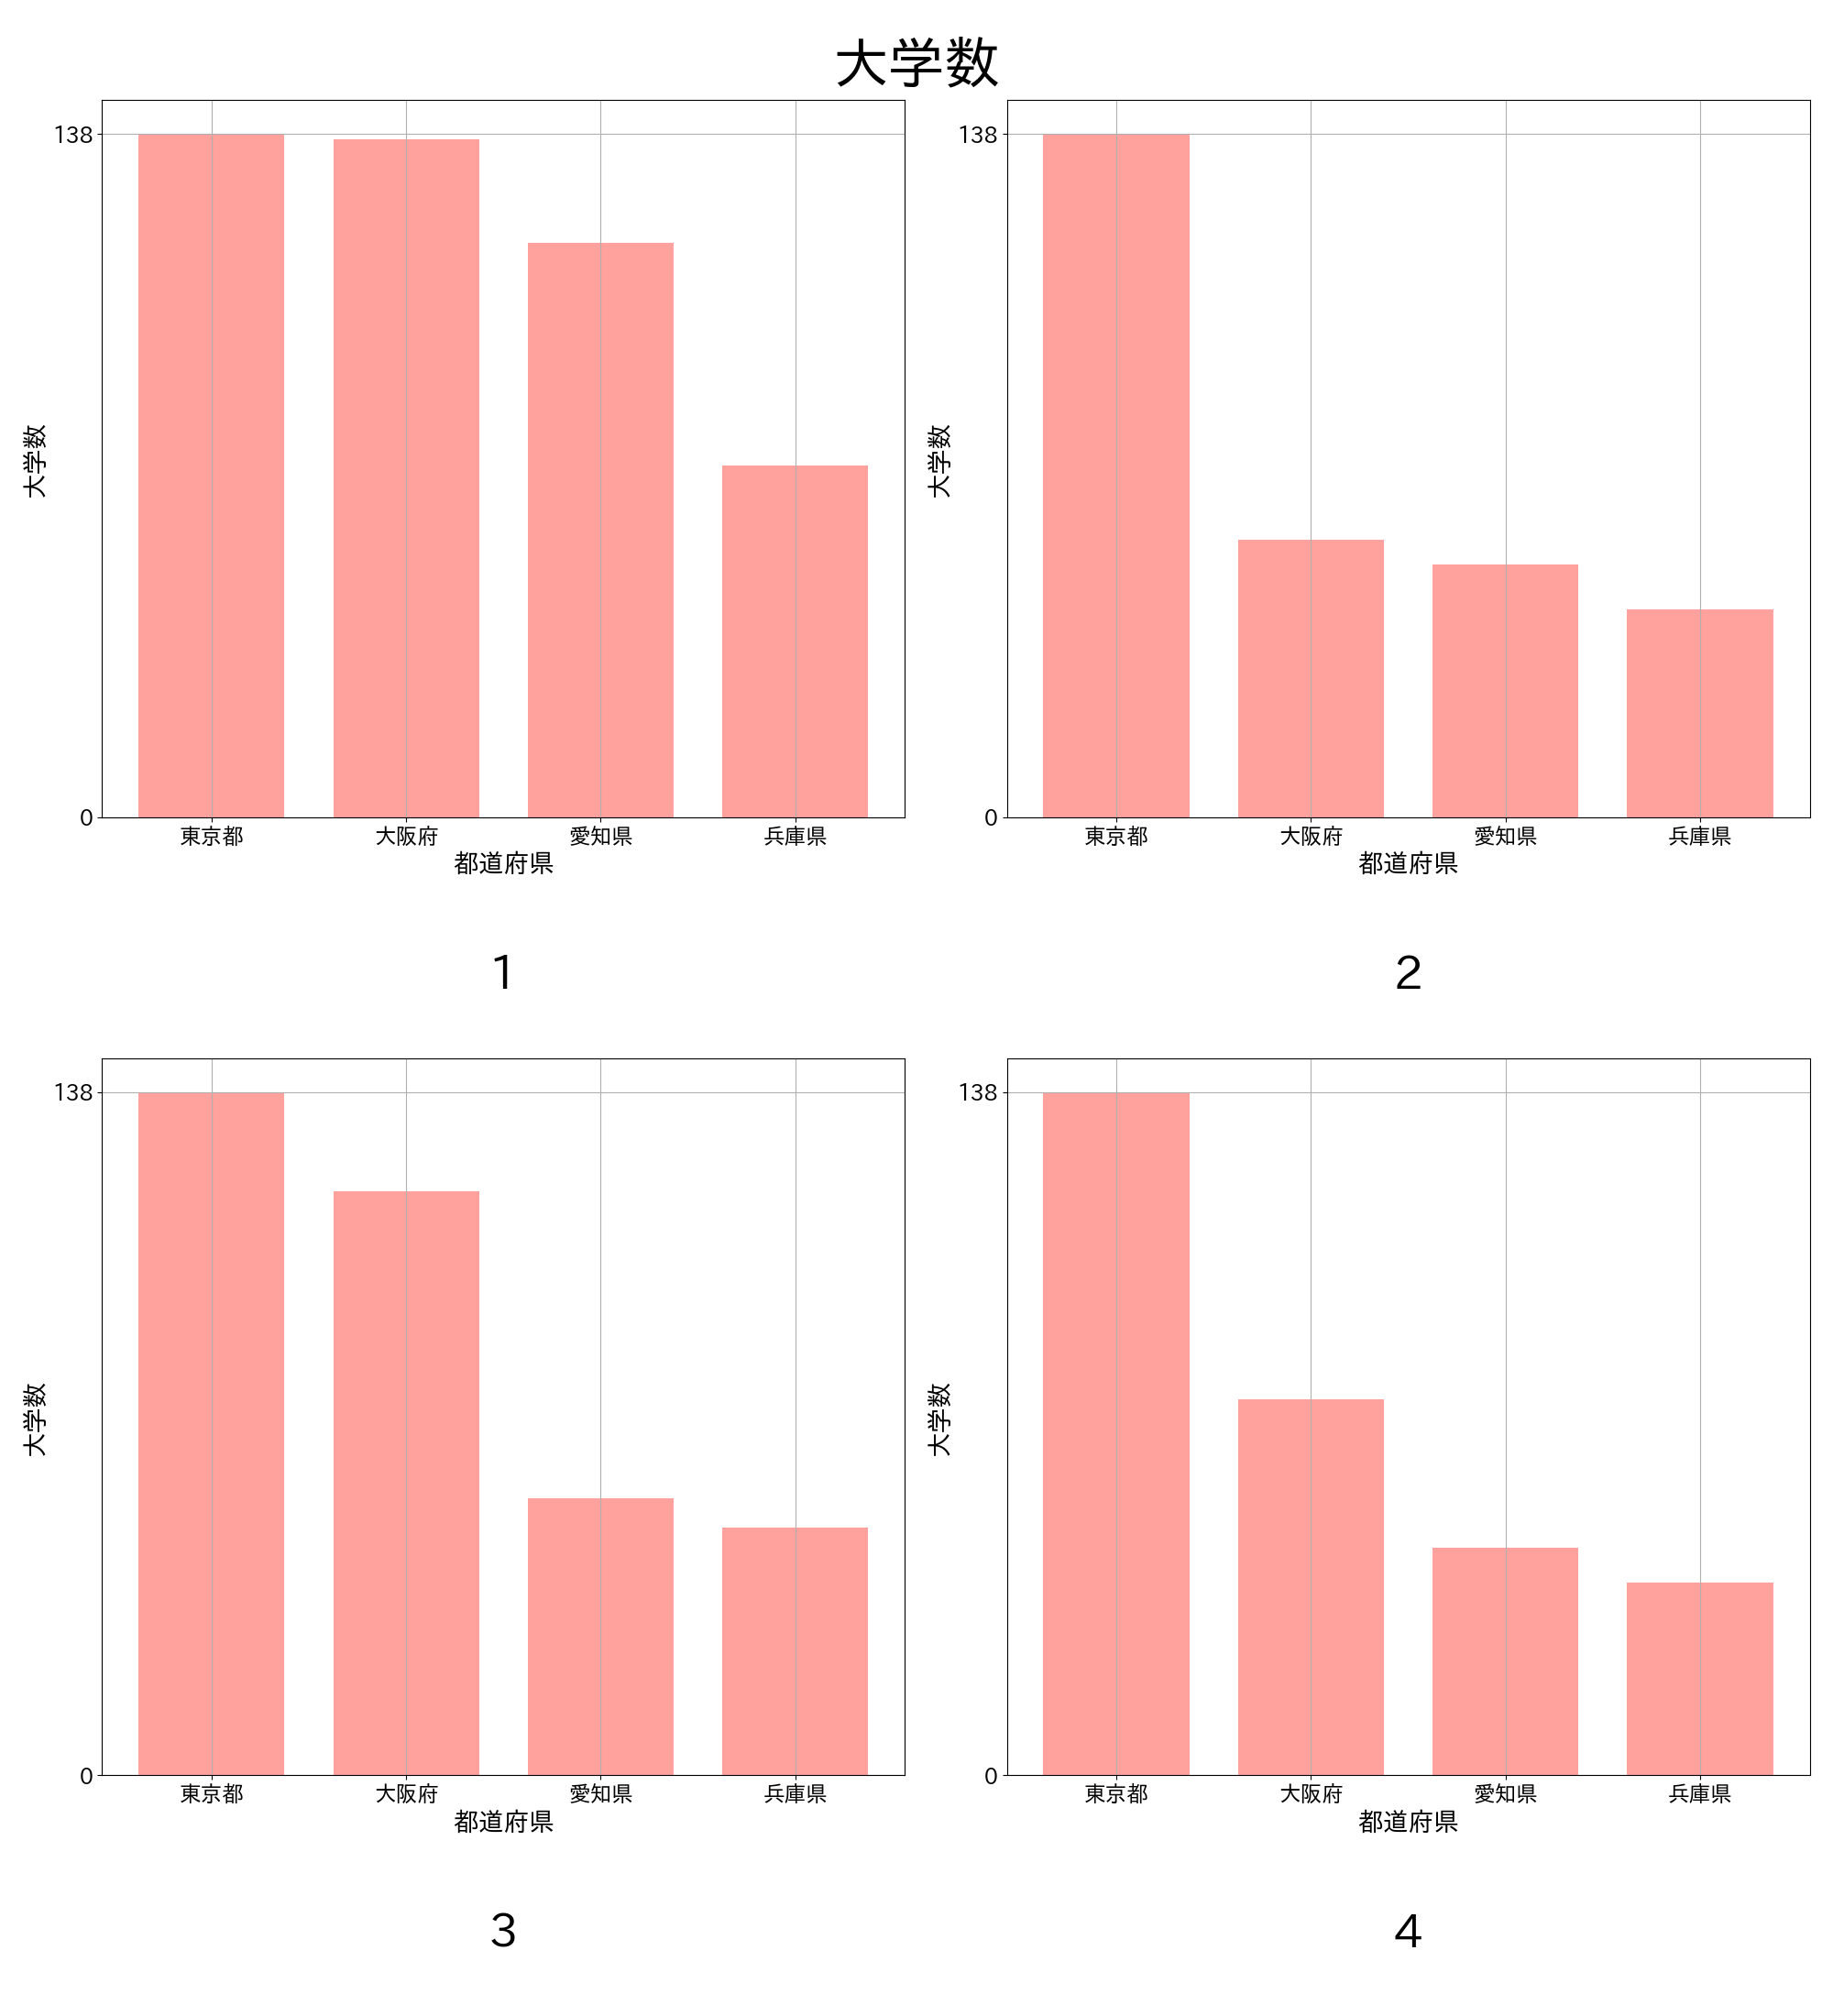 大学数
138
0
大学数
東京都 大阪府 愛知県 兵庫県
都道府県
1
138
0
大学数
東京都 大阪府 愛知県 兵庫県
都道府県
2
138
0
大学数
東京都 大阪府 愛知県 兵庫県
都道府県
3
138
0
大学数
東京都 大阪府 愛知県 兵庫県
都道府県
4